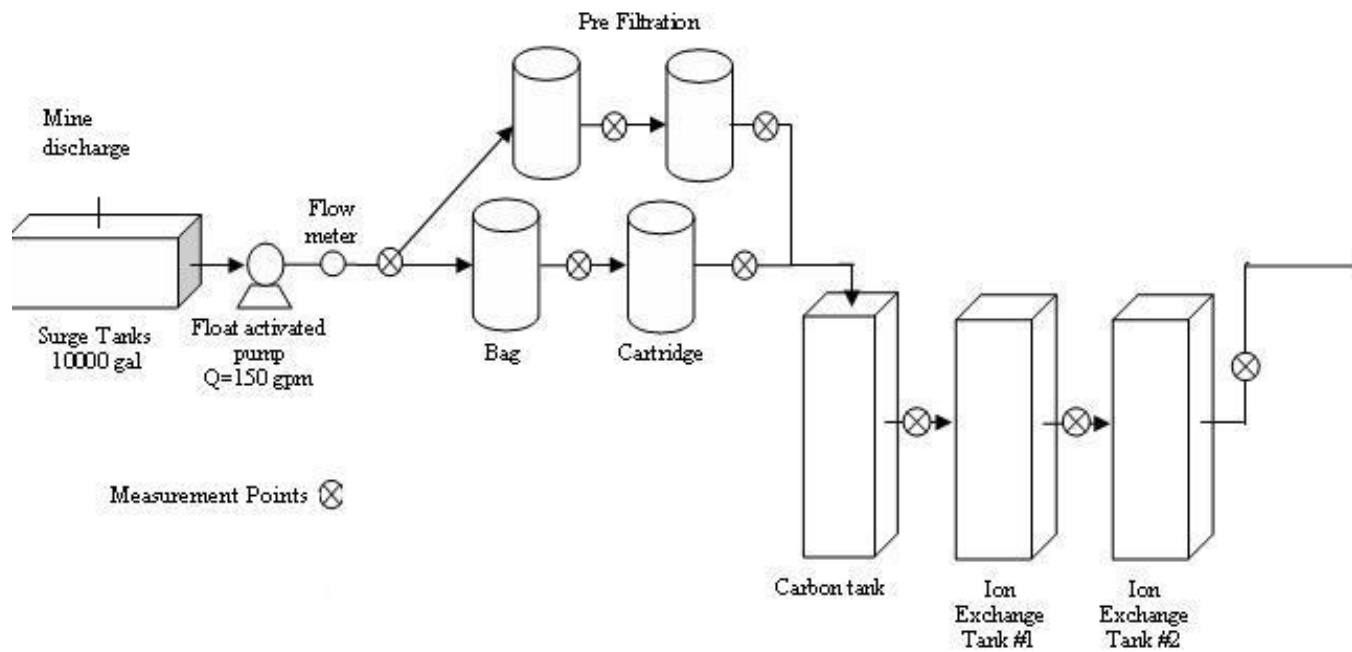 Pre Filtration
Mine
discharge
Flow
meter
Surge Tanks
10000 gal
Float activated
pump
Q=150 gpm
Bag
Cartridge
Measurement Points
Carbon tank
Ion
Exchange
Tank #1
Ion
Exchange
Tank #2